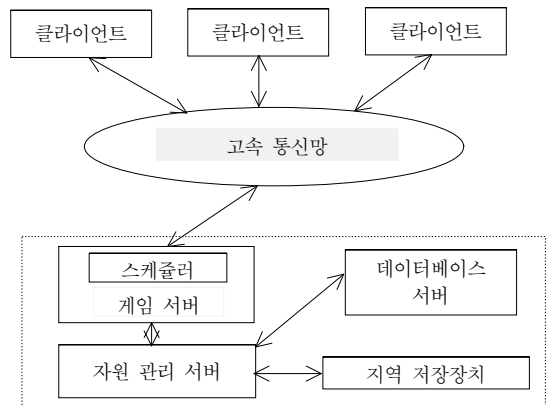 클라이언트
클라이언트
클라이언트
고속 통신망
스케쥴러
게임 서버
데이터베이스
서버
자원 관리 서버
지역 저장장치